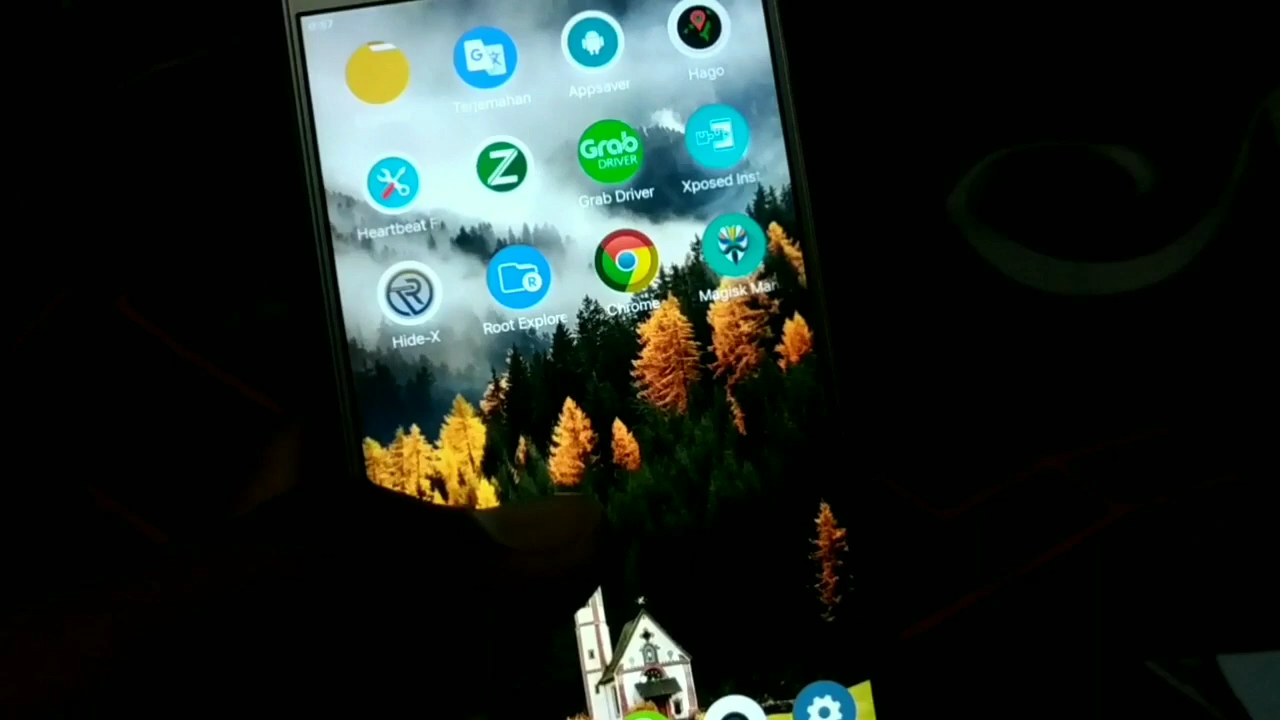 Terjemahan
Appsaver
Hago
Z
Grab
DRIVER
Heartbeat F
Grab Driver
Xposed Inst
R
Hide-X
Root Explore
Chrome
Magisk Man